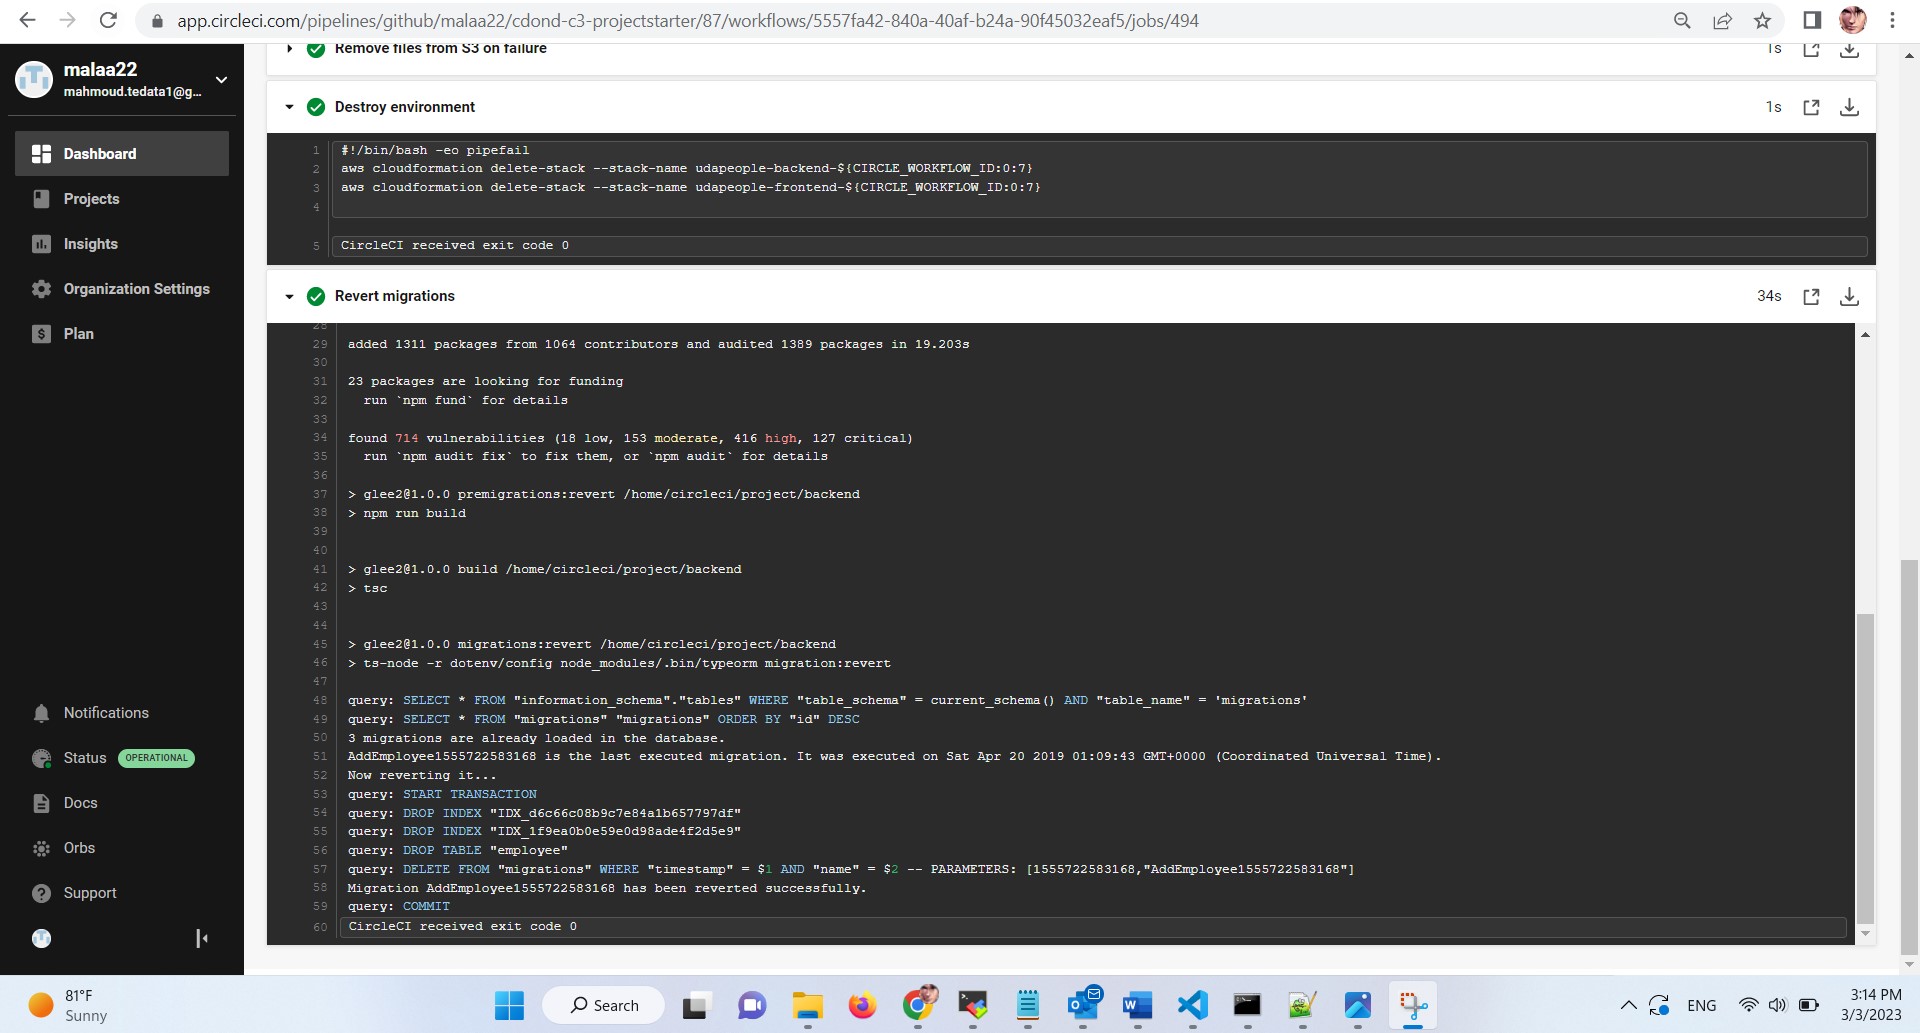 app.circleci.com/pipelines/github/malaa22/cdond-c3-projectstarter/87/workflows/5557fa42-840a-40af-b24a-90f45032eaf5/jobs/494
malaa22
mahmoud.tedata1@g...
Dashboard
Projects
Insights
Organization Settings
Plan
Notifications
Status OPERATIONAL
Docs
Orbs
Support
Remove files from S3 on failure 1s
Destroy environment 1s
1 #!/bin/bash -eo pipefail
2 aws cloudformation delete-stack --stack-name udapeople-backend-${CIRCLE_WORKFLOW_ID:0:7}
3 aws cloudformation delete-stack --stack-name udapeople-frontend-${CIRCLE_WORKFLOW_ID:0:7}
4
5 CircleCI received exit code 0
Revert migrations 34s
28
29 added 1311 packages from 1064 contributors and audited 1389 packages in 19.203s
30
31 23 packages are looking for funding
32 run `npm fund` for details
33
34 found 714 vulnerabilities (18 low, 153 moderate, 416 high, 127 critical)
35 run `npm audit fix` to fix them, or `npm audit` for details
36
37 > glee2@1.0.0 premigrations:revert /home/circleci/project/backend
38 > npm run build
39
40
41 > glee2@1.0.0 build /home/circleci/project/backend
42 > tsc
43
44
45 > glee2@1.0.0 migrations:revert /home/circleci/project/backend
46 > ts-node -r dotenv/config node_modules/.bin/typeorm migration:revert
47
48 query: SELECT * FROM "information_schema"."tables" WHERE "table_schema" = current_schema() AND "table_name" = 'migrations'
49 query: SELECT * FROM "migrations" "migrations" ORDER BY "id" DESC
50 3 migrations are already loaded in the database.
51 AddEmployee1555722583168 is the last executed migration. It was executed on Sat Apr 20 2019 01:09:43 GMT+0000 (Coordinated Universal Time).
52 Now reverting it...
53 query: START TRANSACTION
54 query: DROP INDEX "IDX_d6c66c08b9c7e84a1b657797df"
55 query: DROP INDEX "IDX_1f9ea0b0e59e0d98ade4f2d5e9"
56 query: DROP TABLE "employee"
57 query: DELETE FROM "migrations" WHERE "timestamp" = $1 AND "name" = $2 -- PARAMETERS: [1555722583168,"AddEmployee1555722583168"]
58 Migration AddEmployee1555722583168 has been reverted successfully.
59 query: COMMIT
60 CircleCI received exit code 0
81°F
Sunny
Search
ENG
3:14 PM
3/3/2023